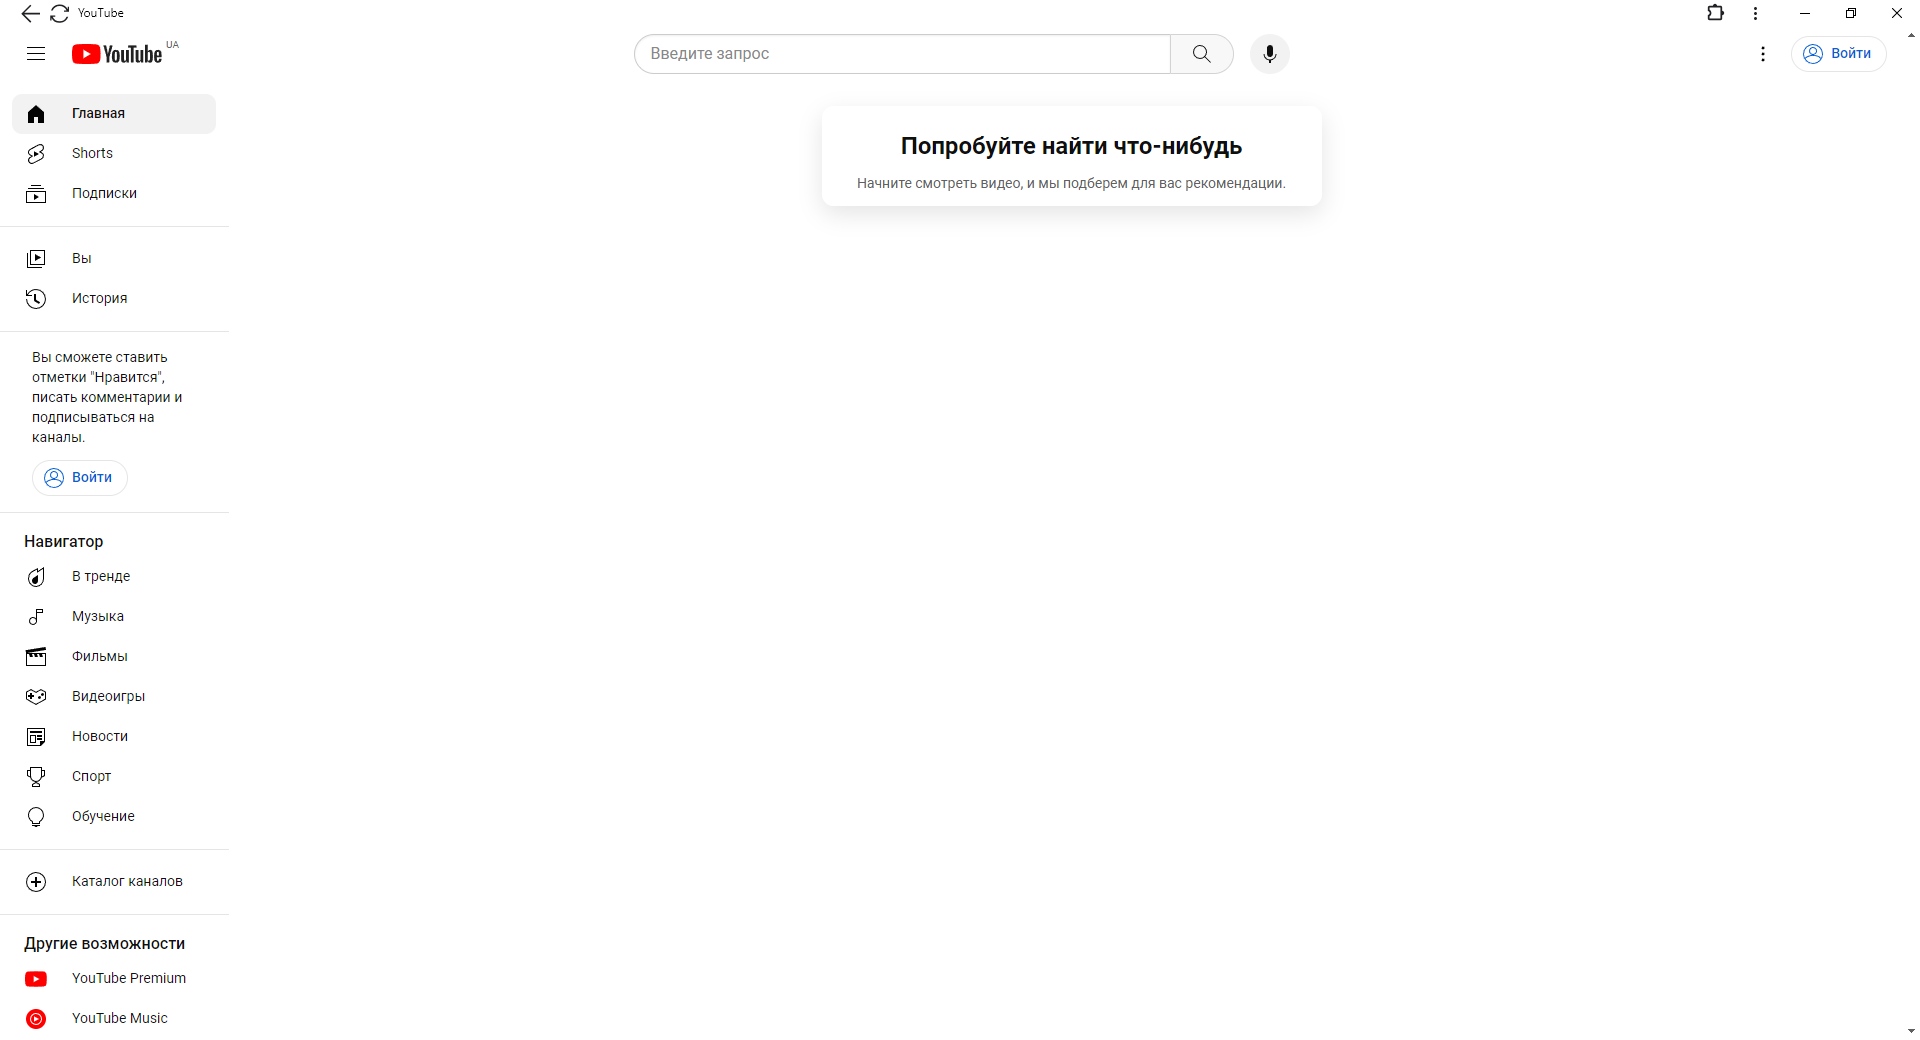 YouTube
YouTube UA
Введите запрос
Войти
Главная
Shorts
Подписки
Вы
История
Вы сможете ставить
отметки "Нравится",
писать комментарии и
подписываться на
каналы.
Войти
Навигатор
В тренде
Музыка
Фильмы
Видеоигры
Новости
Спорт
Обучение
Каталог каналов
Другие возможности
YouTube Premium
YouTube Music
Попробуйте найти что-нибудь
Начните смотреть видео, и мы подберем для вас рекомендации.